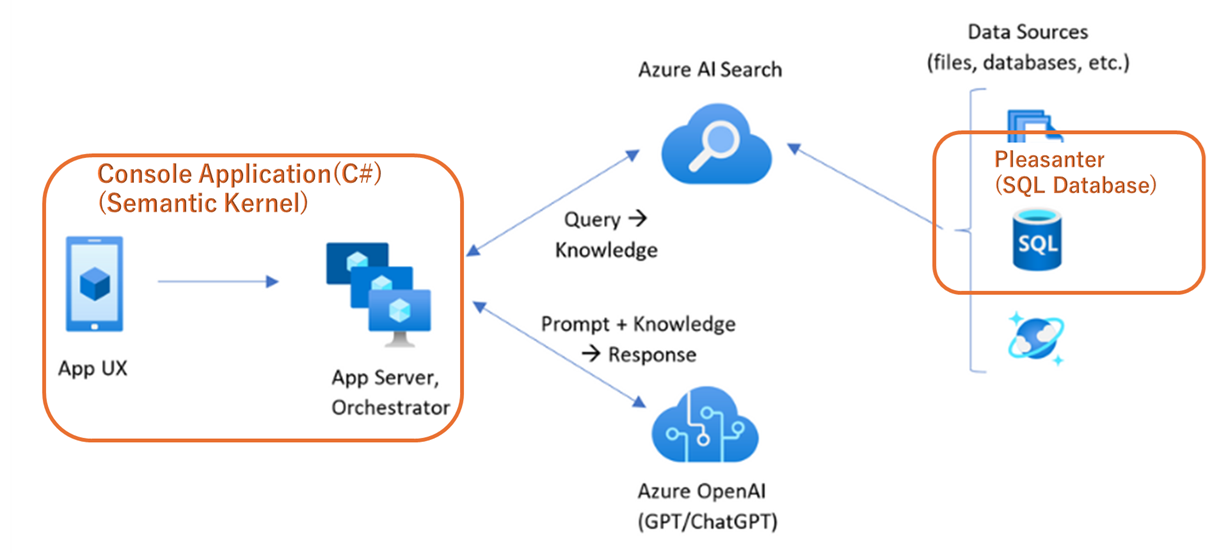 Data Sources
(files, databases, etc.)
Azure AI Search
Console Application(C#)
(Semantic Kernel)
Pleasanter
(SQL Database)
Query →
Knowledge
SQL
Prompt + Knowledge
→ Response
App UX
App Server,
Orchestrator
Azure OpenAI
(GPT/ChatGPT)